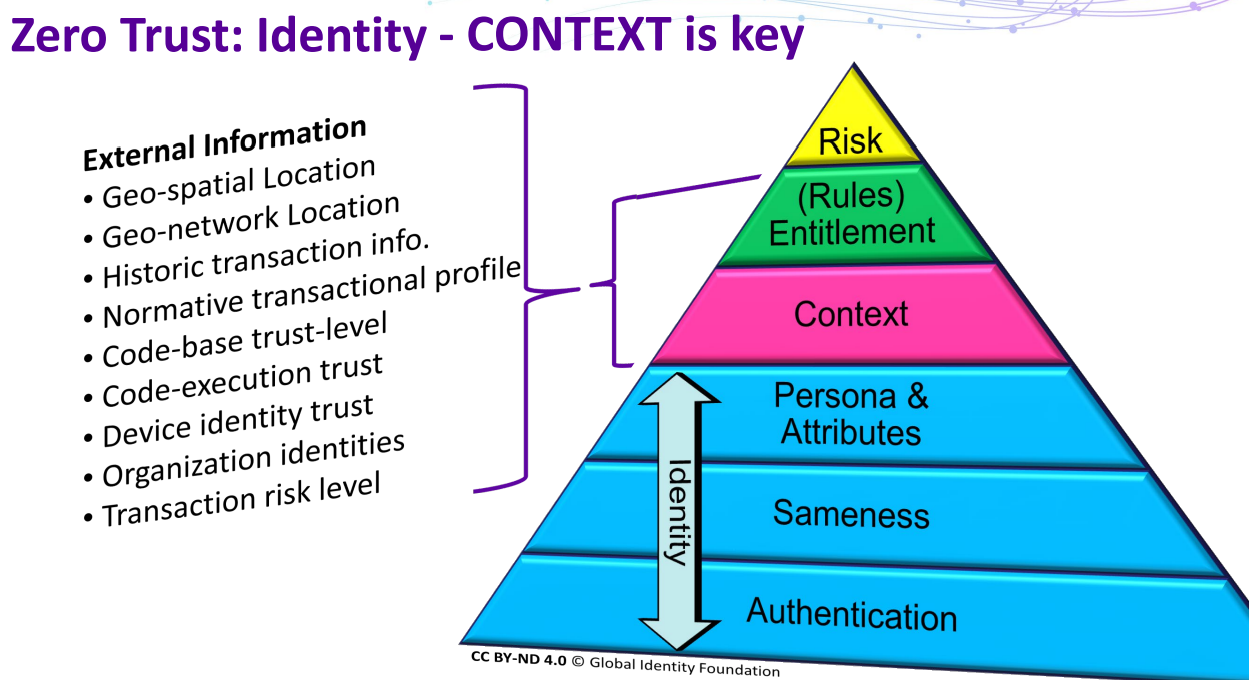 Zero Trust: Identity - CONTEXT is key
External Information
• Geo-spatial Location
• Geo-network Location
• Historic transaction info.
• Normative transactional profile
• Code-base trust-level
• Code-execution trust
• Device identity trust
• Organization identities
• Transaction risk level
Risk
(Rules)
Entitlement
Context
Persona &
Attributes
Sameness
Authentication
Identity
CC BY-ND 4.0 © Global Identity Foundation